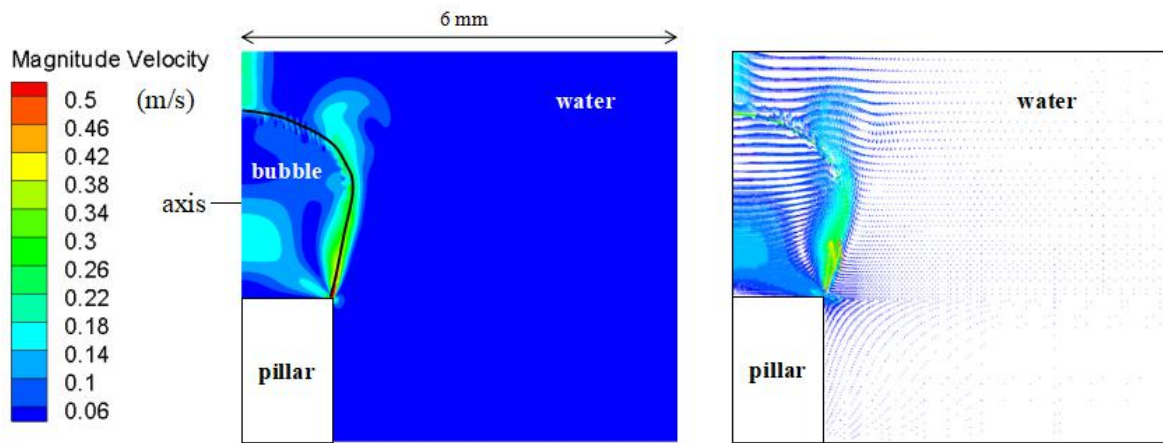 6 mm
Magnitude Velocity
0.5
(m/s)
0.46
0.42
0.38
0.34
0.3
0.26
0.22
0.18
0.14
0.1
0.06
water
bubble
axis
pillar
water
pillar